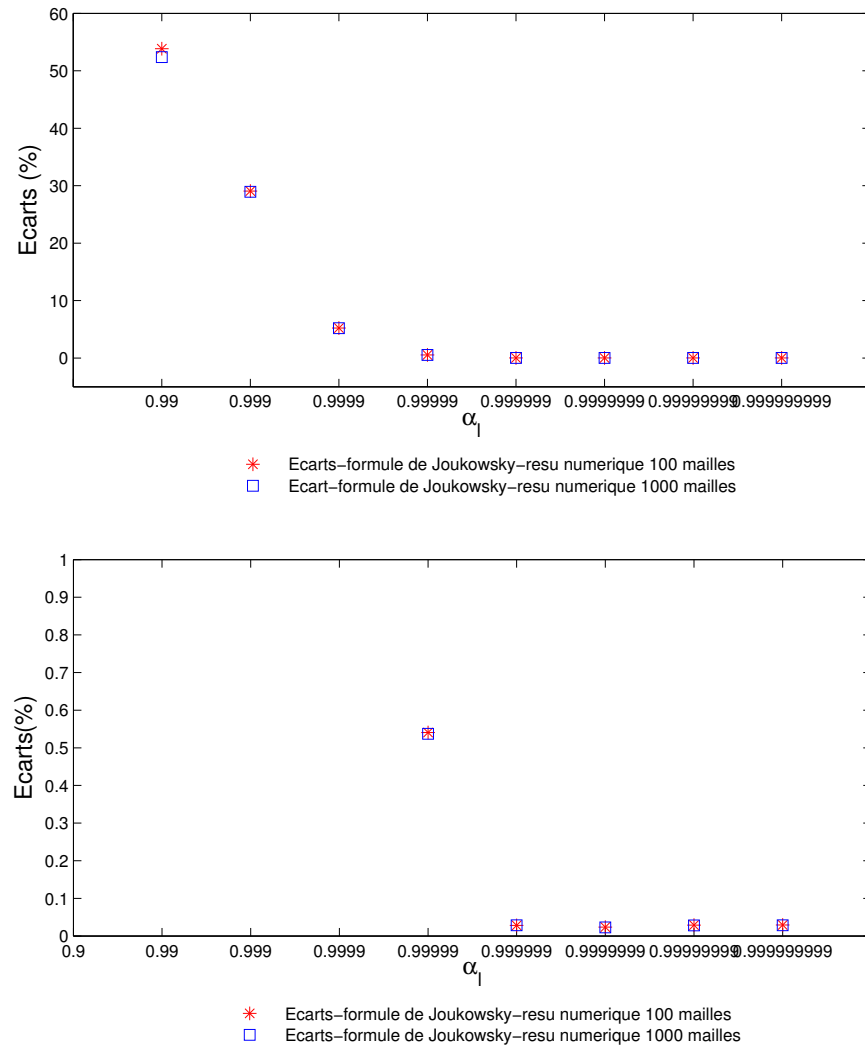 60
50
40
30
20
10
0
Ecarts (%)
0.99 0.999 0.9999 0.99999 0.999999 0.9999999 0.99999999 0.999999999
α_l
Ecarts−formule de Joukowsky−resu numerique 100 mailles
Ecart−formule de Joukowsky−resu numerique 1000 mailles
1
0.9
0.8
0.7
0.6
0.5
0.4
0.3
0.2
0.1
0
Ecarts(%)
0.9 0.99 0.999 0.9999 0.99999 0.999999 0.9999999 0.99999999 0.999999999
α_l
Ecarts−formule de Joukowsky−resu numerique 100 mailles
Ecarts−formule de Joukowsky−resu numerique 1000 mailles